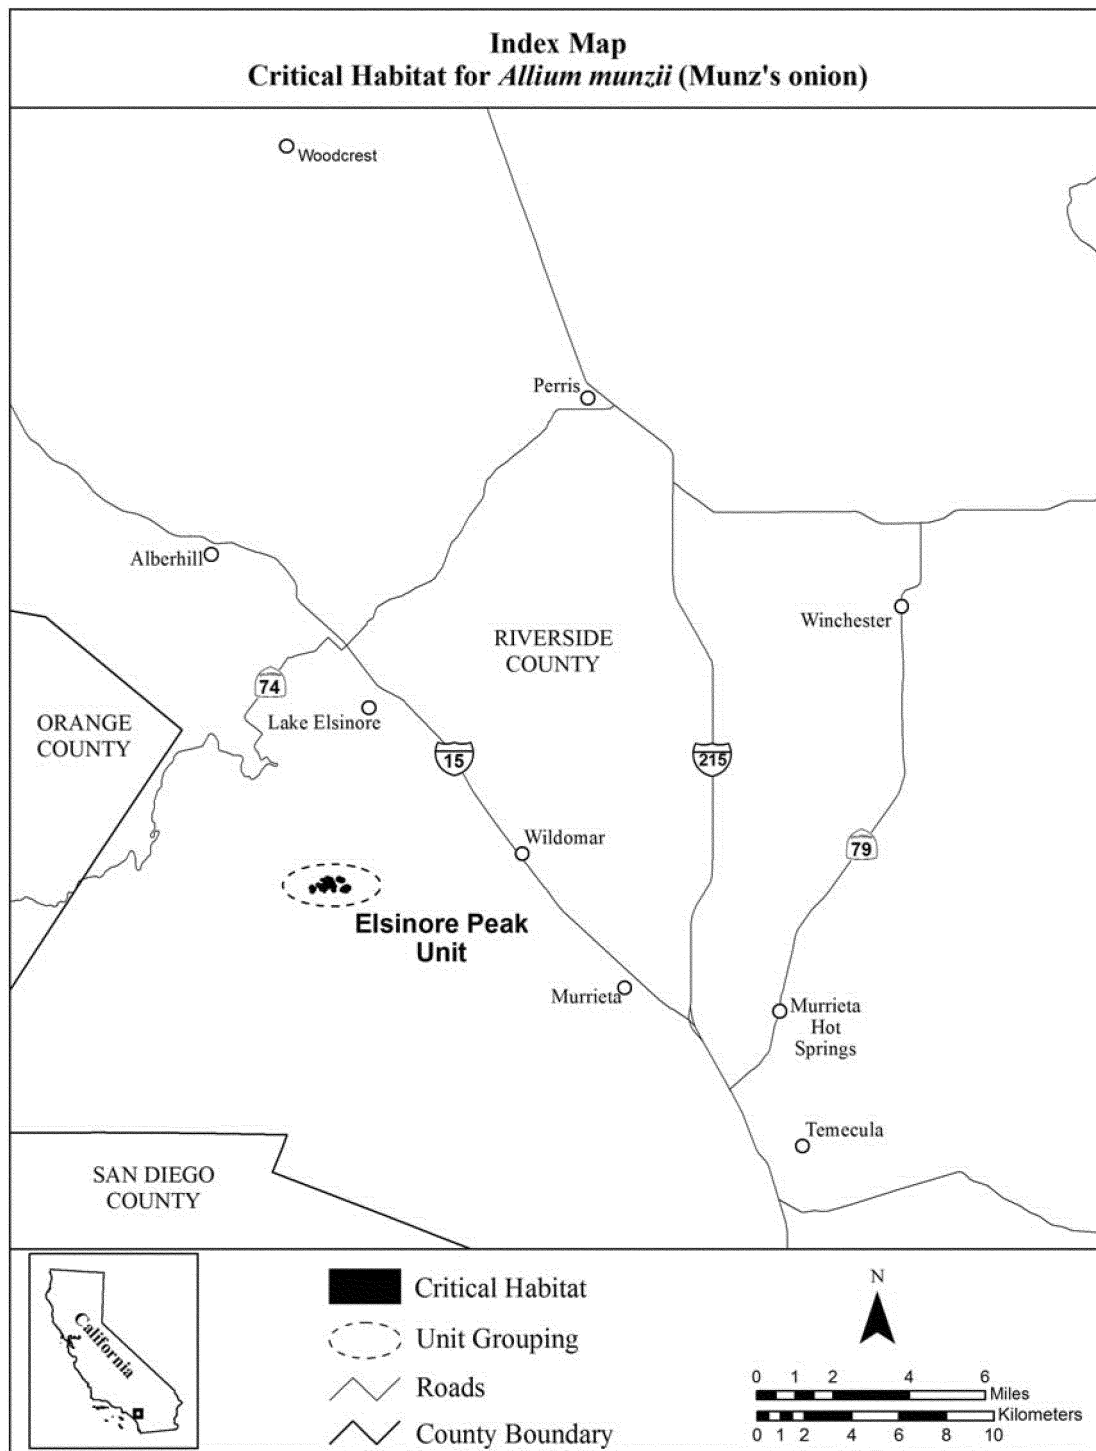 Index Map
Critical Habitat for Allium munzii (Munz's onion)
Woodcrest
Perris
Alberhill
Winchester
RIVERSIDE
COUNTY
74
ORANGE
COUNTY
Lake Elsinore
15
215
Wildomar
79
Elsinore Peak
Unit
Murrieta
Murrieta
Hot
Springs
Temecula
SAN DIEGO
COUNTY
California
Critical Habitat
Unit Grouping
Roads
County Boundary
N
0 1 2 4 6
Miles
Kilometers
0 1 2 4 6 8 10